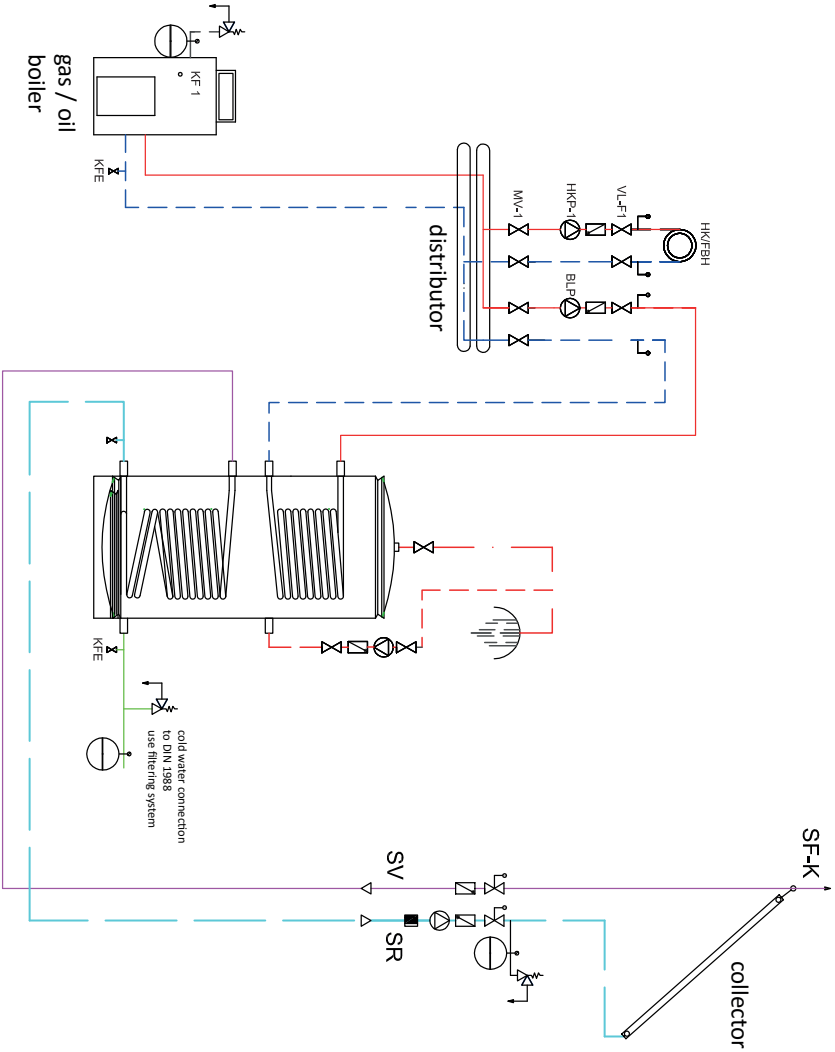 KF 1
gas / oil
boiler
KFE
distributor
MV-1
HKP-1
VL-F1
HK/FBH
BLP
KFE
cold water connection
to DIN 1988
use filtering system
SV
SR
SF-K
collector